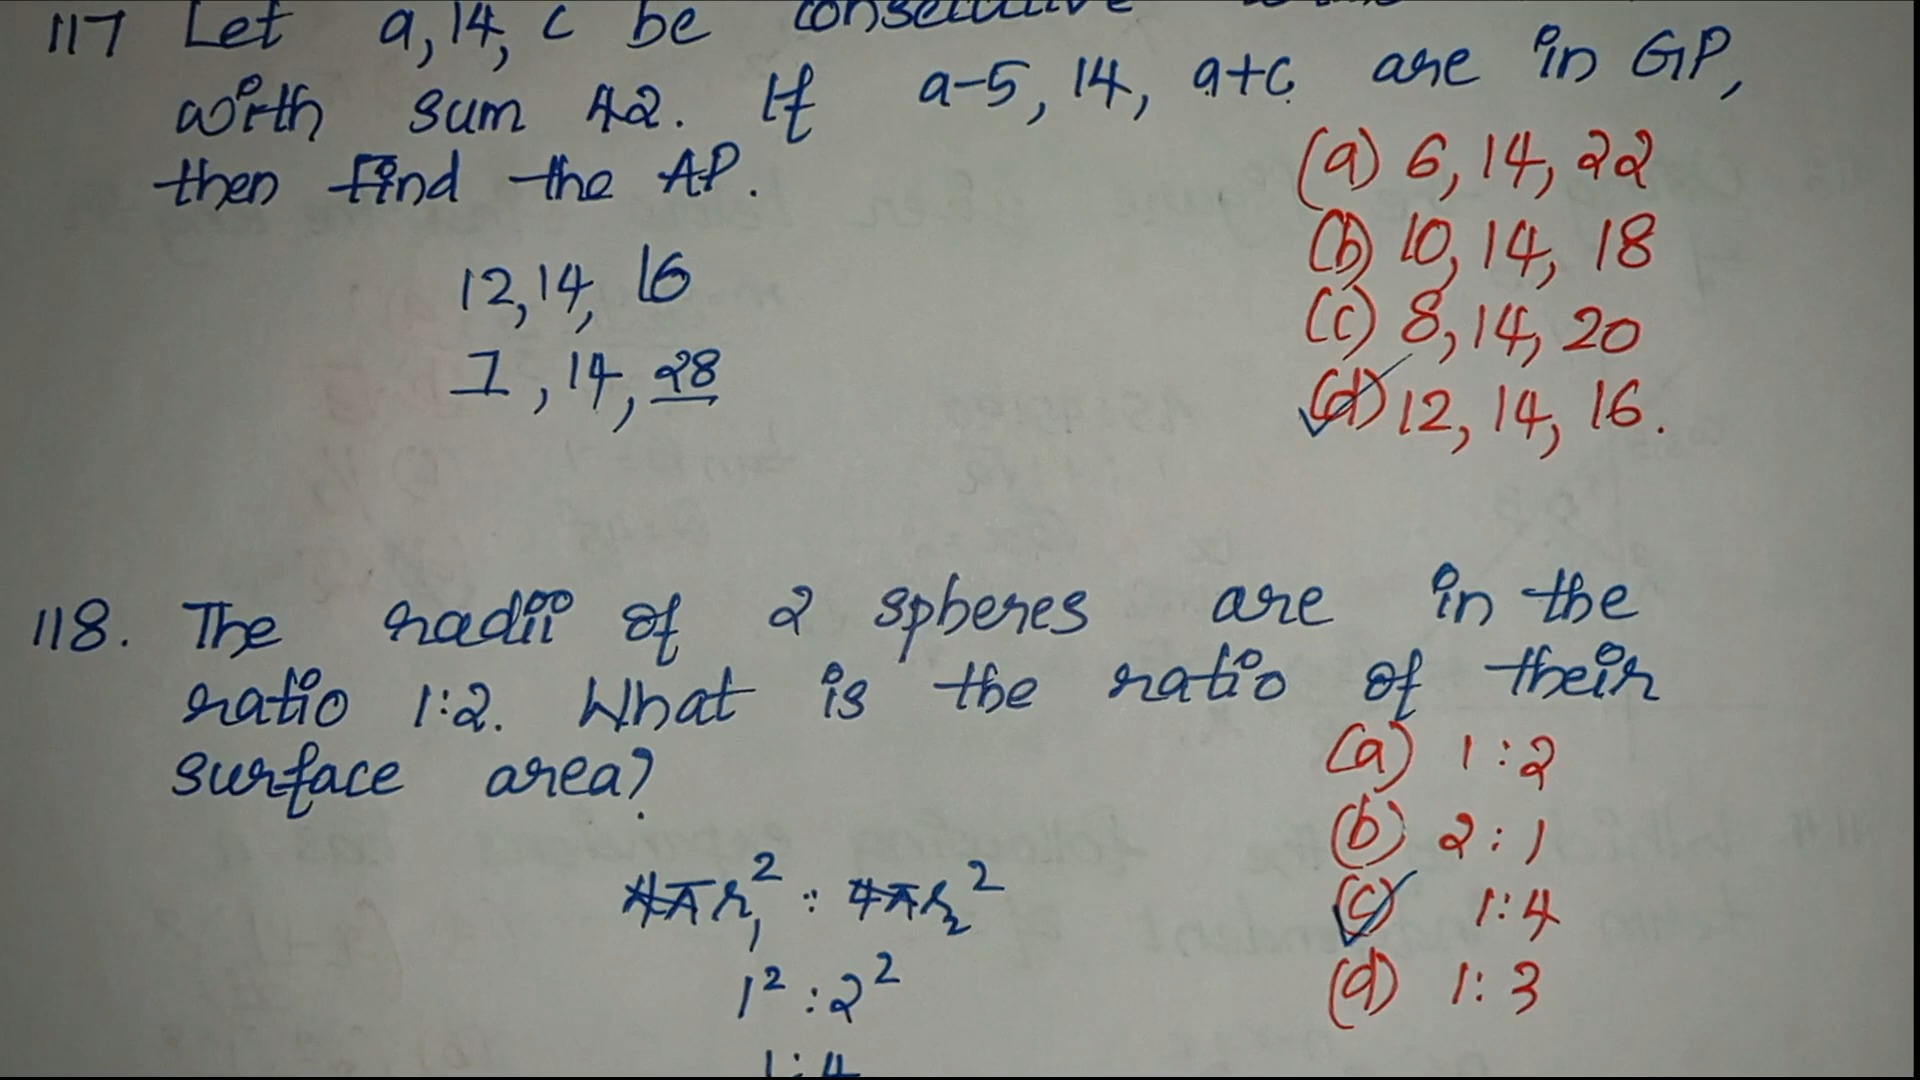 117 Let a, 14, c be consecutive
with sum 42. If a-5, 14, a+c are in GP,
then find the AP.
(a) 6, 14, 22
(b) 10, 14, 18
(c) 8, 14, 20
(d) 12, 14, 16.
12, 14, 16
7, 14, 28
118. The radii of 2 spheres are in the
ratio 1:2. What is the ratio of their
surface area?
(a) 1:2
(b) 2:1
(c) 1:4
(d) 1:3
4πr₁² : 4πr₂²
1² : 2²
1:4